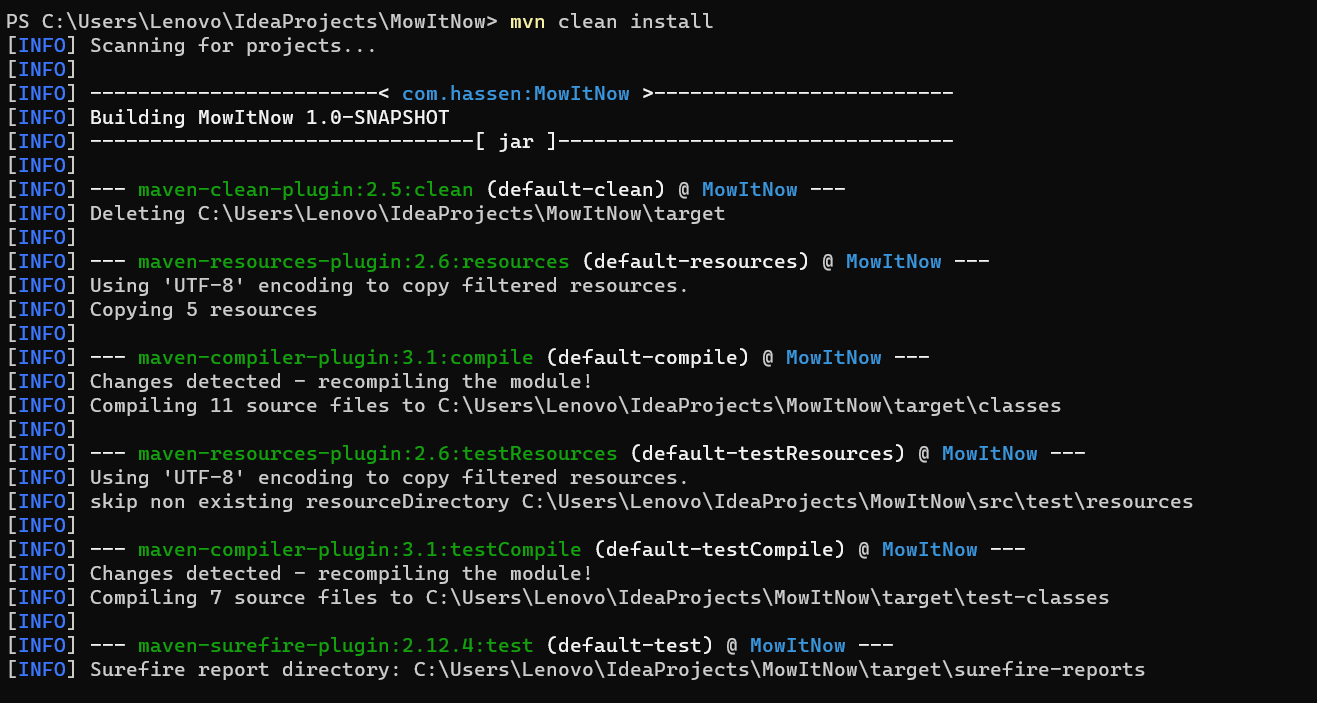 PS C:\Users\Lenovo\IdeaProjects\MowItNow> mvn clean install
[INFO] Scanning for projects...
[INFO]
[INFO] ------------------------< com.hassen:MowItNow >-------------------------
[INFO] Building MowItNow 1.0-SNAPSHOT
[INFO] --------------------------------[ jar ]---------------------------------
[INFO]
[INFO] --- maven-clean-plugin:2.5:clean (default-clean) @ MowItNow ---
[INFO] Deleting C:\Users\Lenovo\IdeaProjects\MowItNow\target
[INFO]
[INFO] --- maven-resources-plugin:2.6:resources (default-resources) @ MowItNow ---
[INFO] Using 'UTF-8' encoding to copy filtered resources.
[INFO] Copying 5 resources
[INFO]
[INFO] --- maven-compiler-plugin:3.1:compile (default-compile) @ MowItNow ---
[INFO] Changes detected - recompiling the module!
[INFO] Compiling 11 source files to C:\Users\Lenovo\IdeaProjects\MowItNow\target\classes
[INFO]
[INFO] --- maven-resources-plugin:2.6:testResources (default-testResources) @ MowItNow ---
[INFO] Using 'UTF-8' encoding to copy filtered resources.
[INFO] skip non existing resourceDirectory C:\Users\Lenovo\IdeaProjects\MowItNow\src\test\resources
[INFO]
[INFO] --- maven-compiler-plugin:3.1:testCompile (default-testCompile) @ MowItNow ---
[INFO] Changes detected - recompiling the module!
[INFO] Compiling 7 source files to C:\Users\Lenovo\IdeaProjects\MowItNow\target\test-classes
[INFO]
[INFO] --- maven-surefire-plugin:2.12.4:test (default-test) @ MowItNow ---
[INFO] Surefire report directory: C:\Users\Lenovo\IdeaProjects\MowItNow\target\surefire-reports